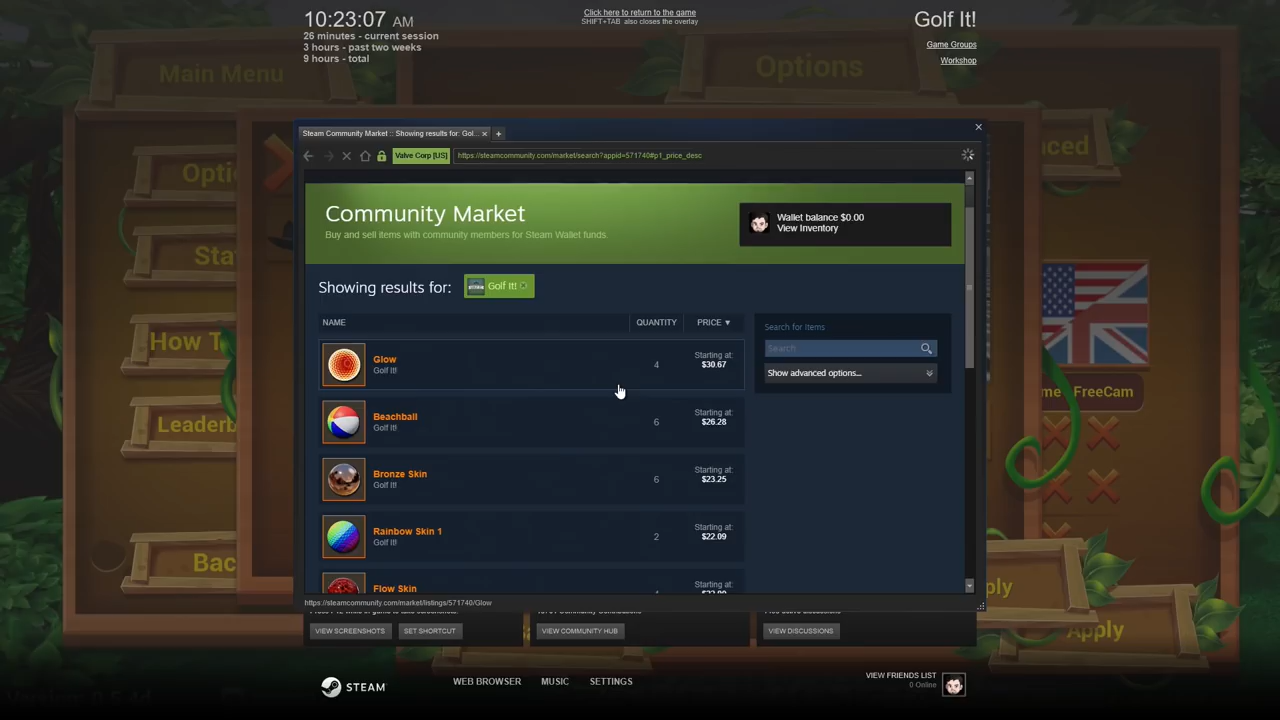 10:23:07 AM
26 minutes - current session
3 hours - past two weeks
9 hours - total
Click here to return to the game
SHIFT+TAB also closes the overlay
Golf It!
Game Groups
Workshop
Main Menu
Options
Steam Community Market :: Showing results for: Gol...
Valve Corp [US]
https://steamcommunity.com/market/search?appid=571740#p1_price_desc
Community Market
Buy and sell items with community members for Steam Wallet funds.
Wallet balance $0.00
View Inventory
Showing results for:
Golf It!
NAME
QUANTITY
PRICE ▼
Search for Items
Search
Show advanced options...
Glow
Golf It!
4
Starting at:
$30.67
Beachball
Golf It!
6
Starting at:
$26.28
Bronze Skin
Golf It!
6
Starting at:
$23.25
Rainbow Skin 1
Golf It!
2
Starting at:
$22.09
Flow Skin
Starting at:
https://steamcommunity.com/market/listings/571740/Glow
Opti
Sta
How T
Leaderb
Bac
FreeCam
Apply
VIEW SCREENSHOTS
SET SHORTCUT
VIEW COMMUNITY HUB
VIEW DISCUSSIONS
STEAM
WEB BROWSER
MUSIC
SETTINGS
VIEW FRIENDS LIST
0 Online